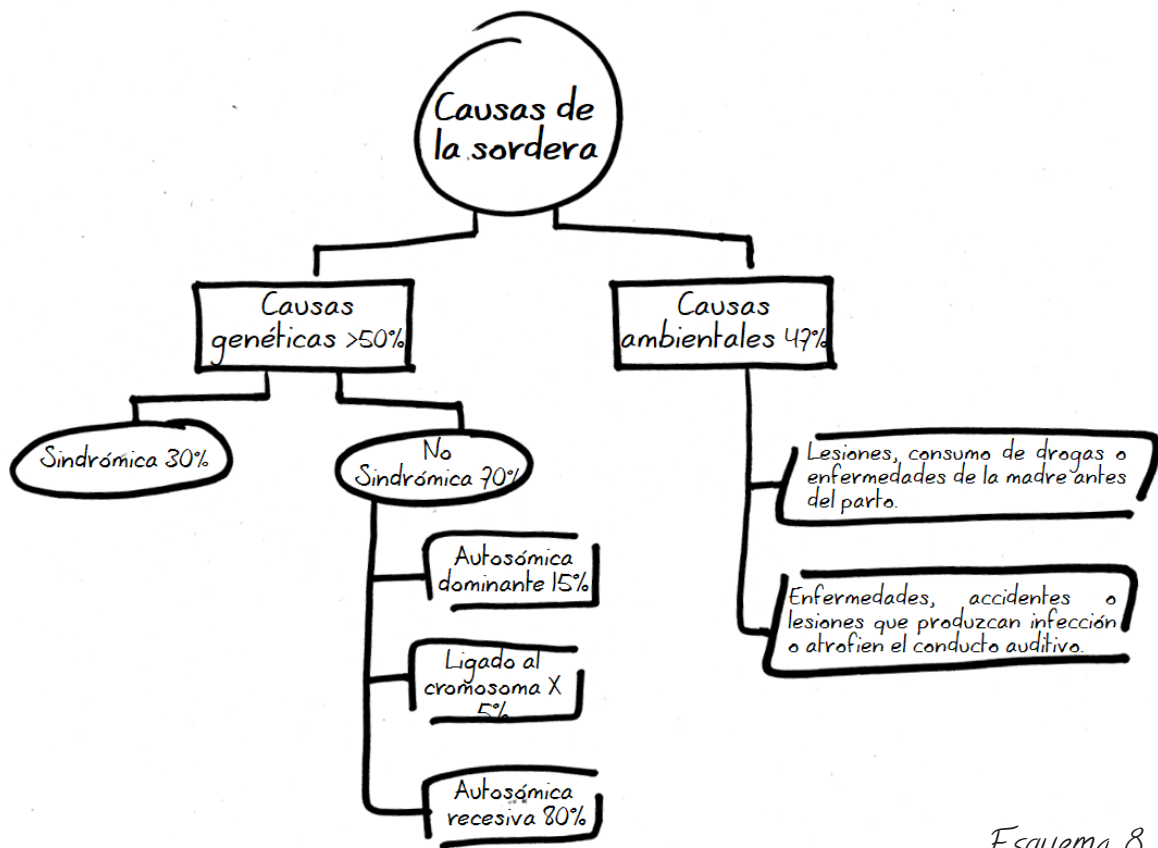 Causas de
la sordera
Causas
genéticas >50%
Causas
ambientales 47%
Sindrómica 30%
No
Sindrómica 70%
Lesiones, consumo de drogas o
enfermedades de la madre antes
del parto.
Autosómica
dominante 15%
Enfermedades, accidentes o
lesiones que produzcan infección
o atrofien el conducto auditivo.
Ligado al
cromosoma X
5%
Autosómica
recesiva 80%
Esquema 8